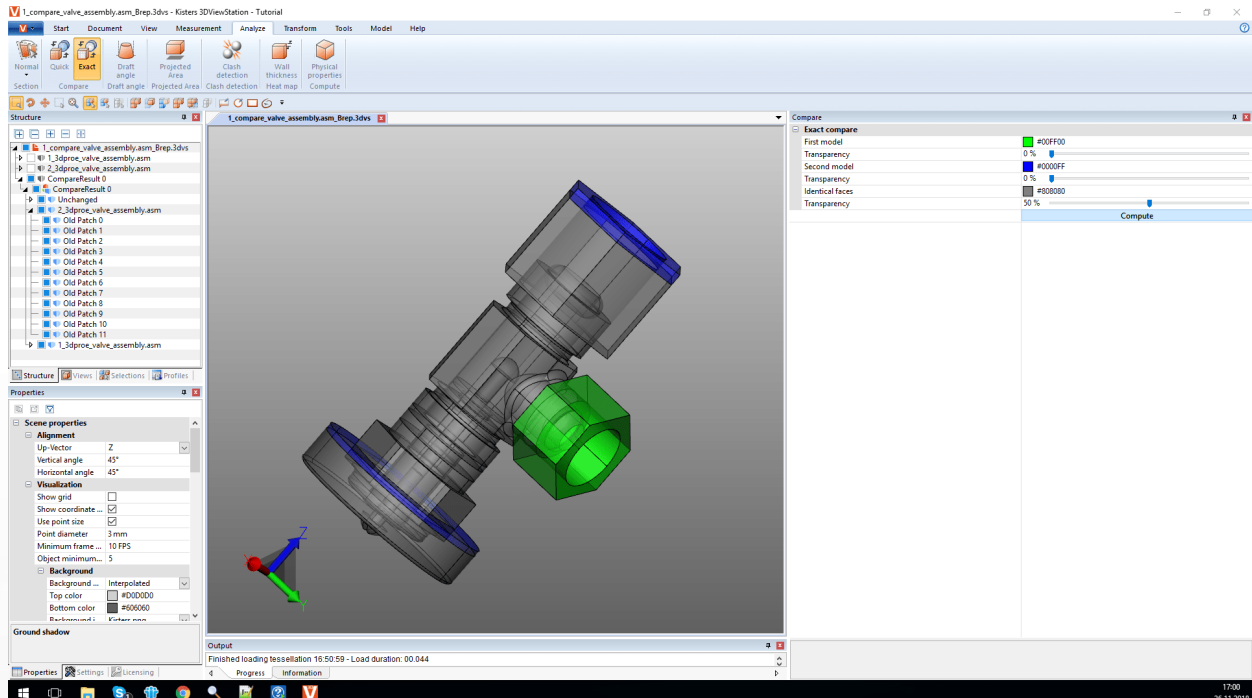 1_compare_valve_assembly.asm_Brep.3dvs - Kisters 3DViewStation - Tutorial
Start Document View Measurement Analyze Transform Tools Model Help
Normal Quick Exact Draft angle Projected Area Clash detection Wall thickness Physical properties
Section Compare Draft angle Projected Area Clash detection Heat map Compute
Structure
1_compare_valve_assembly.asm_Brep.3dvs
1_3dproe_valve_assembly.asm
2_3dproe_valve_assembly.asm
CompareResult 0
CompareResult 0
Unchanged
2_3dproe_valve_assembly.asm
Old Patch 0
Old Patch 1
Old Patch 2
Old Patch 3
Old Patch 4
Old Patch 5
Old Patch 6
Old Patch 7
Old Patch 8
Old Patch 9
Old Patch 10
Old Patch 11
1_3dproe_valve_assembly.asm
Structure Views Selections Profiles
Properties
Scene properties
Alignment
Up-Vector Z
Vertical angle 45°
Horizontal angle 45°
Visualization
Show grid
Show coordinate ...
Use point size
Point diameter 3 mm
Minimum frame ... 10 FPS
Object minimum... 5
Background
Background ... Interpolated
Top color #D0D0D0
Bottom color #606060
Background i... Kisters.png
Ground shadow
Properties Settings Licensing
1_compare_valve_assembly.asm_Brep.3dvs
Z
Y
Output
Finished loading tessellation 16:50:59 - Load duration: 00.044
Progress Information
Compare
Exact compare
First model #00FF00
Transparency 0 %
Second model #0000FF
Transparency 0 %
Identical faces #808080
Transparency 50 %
Compute
17:00
26.11.2018